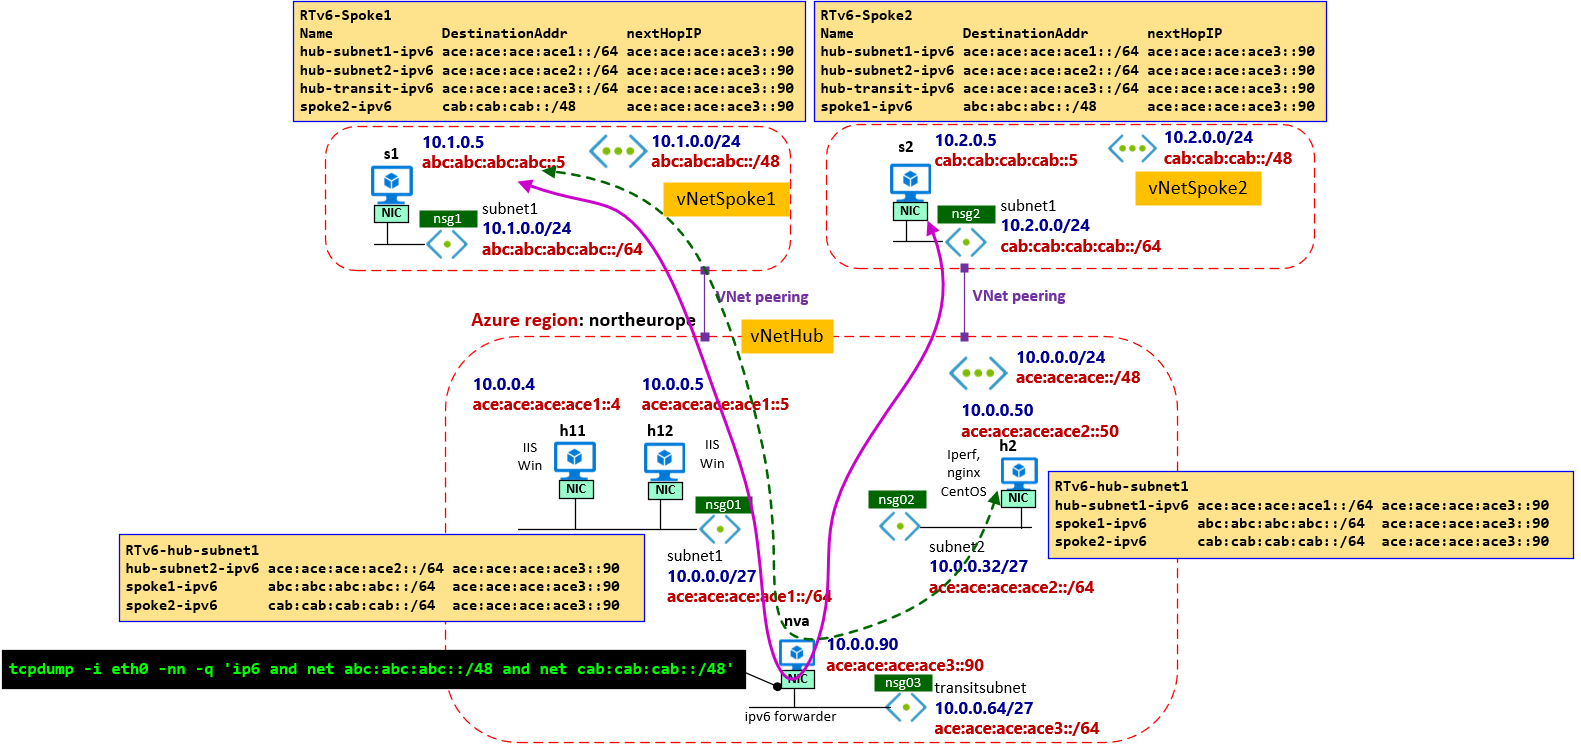 RTv6-Spoke1
Name DestinationAddr nextHopIP
hub-subnet1-ipv6 ace:ace:ace:ace1::/64 ace:ace:ace:ace3::90
hub-subnet2-ipv6 ace:ace:ace:ace2::/64 ace:ace:ace:ace3::90
hub-transit-ipv6 ace:ace:ace:ace3::/64 ace:ace:ace:ace3::90
spoke2-ipv6 cab:cab:cab::/48 ace:ace:ace:ace3::90
RTv6-Spoke2
Name DestinationAddr nextHopIP
hub-subnet1-ipv6 ace:ace:ace:ace1::/64 ace:ace:ace:ace3::90
hub-subnet2-ipv6 ace:ace:ace:ace2::/64 ace:ace:ace:ace3::90
hub-transit-ipv6 ace:ace:ace:ace3::/64 ace:ace:ace:ace3::90
spoke1-ipv6 abc:abc:abc::/48 ace:ace:ace:ace3::90
s1
10.1.0.5
abc:abc:abc:abc::5
10.1.0.0/24
abc:abc:abc::/48
vNetSpoke1
NIC
nsg1
subnet1
10.1.0.0/24
abc:abc:abc:abc::/64
s2
10.2.0.5
cab:cab:cab:cab::5
10.2.0.0/24
cab:cab:cab::/48
vNetSpoke2
NIC
nsg2
subnet1
10.2.0.0/24
cab:cab:cab:cab::/64
VNet peering
VNet peering
Azure region: northeurope
vNetHub
10.0.0.0/24
ace:ace:ace::/48
10.0.0.4
ace:ace:ace:ace1::4
h11
IIS
Win
NIC
10.0.0.5
ace:ace:ace:ace1::5
h12
IIS
Win
NIC
nsg01
subnet1
10.0.0.0/27
ace:ace:ace:ace1::/64
10.0.0.50
ace:ace:ace:ace2::50
h2
Iperf,
nginx
CentOS
NIC
nsg02
subnet2
10.0.0.32/27
ace:ace:ace:ace2::/64
RTv6-hub-subnet1
hub-subnet1-ipv6 ace:ace:ace:ace1::/64 ace:ace:ace:ace3::90
spoke1-ipv6 abc:abc:abc:abc::/64 ace:ace:ace:ace3::90
spoke2-ipv6 cab:cab:cab:cab::/64 ace:ace:ace:ace3::90
RTv6-hub-subnet1
hub-subnet2-ipv6 ace:ace:ace:ace2::/64 ace:ace:ace:ace3::90
spoke1-ipv6 abc:abc:abc:abc::/64 ace:ace:ace:ace3::90
spoke2-ipv6 cab:cab:cab:cab::/64 ace:ace:ace:ace3::90
tcpdump -i eth0 -nn -q 'ip6 and net abc:abc:abc::/48 and net cab:cab:cab::/48'
nva
10.0.0.90
ace:ace:ace:ace3::90
NIC
ipv6 forwarder
nsg03
transitsubnet
10.0.0.64/27
ace:ace:ace:ace3::/64